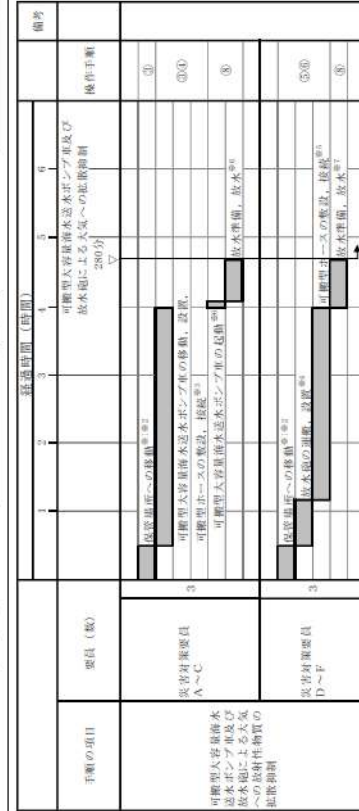 経過時間（時間）
備考
手順の項目
要員（数）
1
2
3
4
5
6
操作手順
可搬型大容量海水送水ポンプ車及び
放水砲による大気への拡散抑制
280分
▽
可搬型大容量海水
送水ポンプ車及び
放水砲による大気
への放射性物質の
拡散抑制
災害対策要員
A～C
3
保管場所への移動※1※2
②
可搬型大容量海水送水ポンプ車の移動，設置，
可搬型ホースの敷設，接続※3
③④
可搬型大容量海水送水ポンプ車の起動
放水準備，放水
⑧
災害対策要員
D～F
3
保管場所への移動※1※2
放水砲の運搬，設置※4
可搬型ホースの敷設，接続
⑤⑥
放水準備，放水※7
⑧